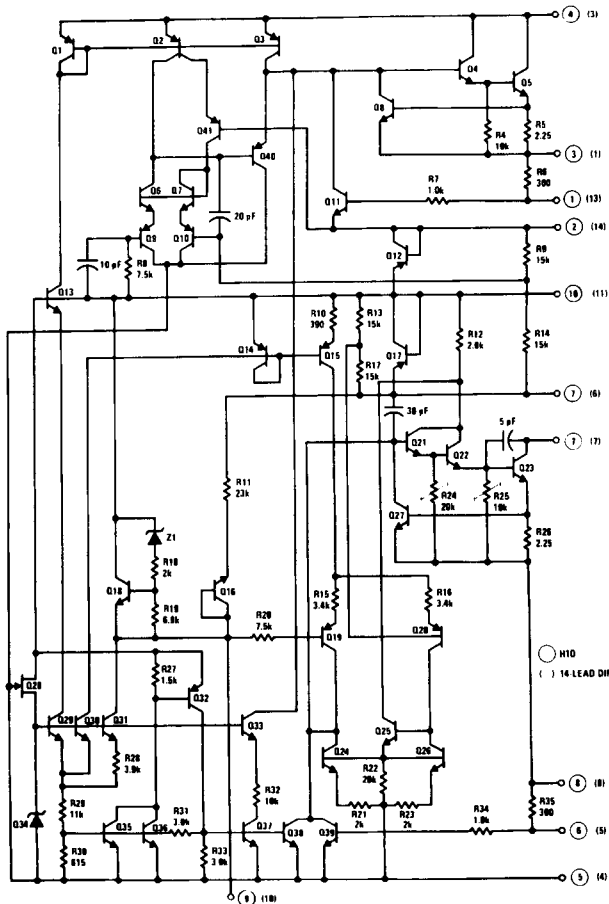 4 (3)
Q1
Q2
Q3
Q4
Q5
Q8
R4
10k
R5
2.25
Q41
Q40
3 (1)
R6
300
R7
1.0k
1 (13)
Q6
Q7
20 pF
Q11
2 (14)
Q9
Q10
Q12
R9
15k
10 pF
R8
7.5k
Q13
10 (11)
R10
390
R13
15k
R12
2.0k
Q14
Q15
Q17
R14
15k
R17
15k
7 (6)
30 pF
5 pF
7 (7)
Q21
Q22
Q23
R11
23k
R24
20k
R25
10k
Z1
Q27
R26
2.25
R18
2k
Q18
Q16
R15
3.4k
R16
3.4k
R19
6.0k
R20
7.5k
Q19
Q20
H10
( ) 14-LEAD DIP
R27
1.5k
Q32
Q28
Q29
Q30
Q31
Q33
Q25
Q24
Q26
R28
3.9k
R22
20k
8 (8)
R32
10k
R29
11k
R21
2k
R23
2k
R35
300
Q34
R31
3.0k
R34
1.0k
6 (5)
Q35
Q36
Q37
Q38
Q39
R30
615
R33
3.0k
5 (4)
9 (10)